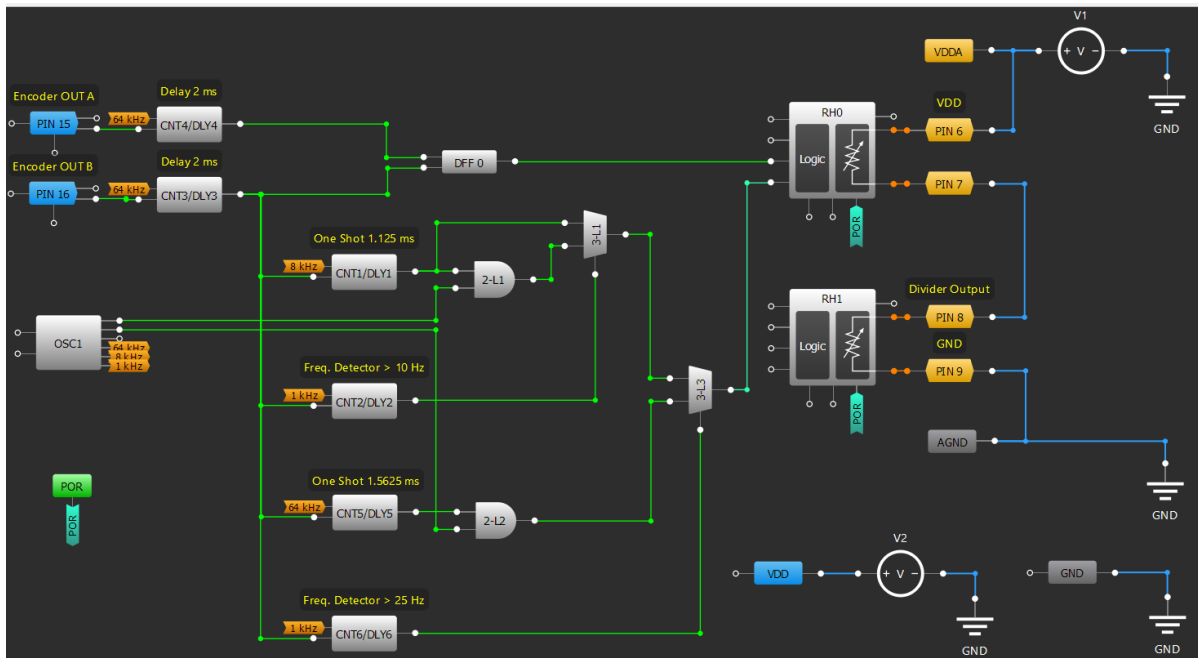 V1
VDDA
+ V −
GND
Encoder OUT A
Delay 2 ms
PIN 15
64 kHz
CNT4/DLY4
Encoder OUT B
Delay 2 ms
PIN 16
64 kHz
CNT3/DLY3
DFF 0
RH0
Logic
POR
VDD
PIN 6
PIN 7
One Shot 1.125 ms
8 kHz
CNT1/DLY1
2-L1
3-L1
OSC1
64 kHz
8 kHz
1 kHz
Freq. Detector > 10 Hz
1 kHz
CNT2/DLY2
3-L3
RH1
Logic
POR
Divider Output
PIN 8
GND
PIN 9
AGND
GND
POR
POR
One Shot 1.5625 ms
64 kHz
CNT5/DLY5
2-L2
Freq. Detector > 25 Hz
1 kHz
CNT6/DLY6
V2
VDD
+ V −
GND
GND
GND